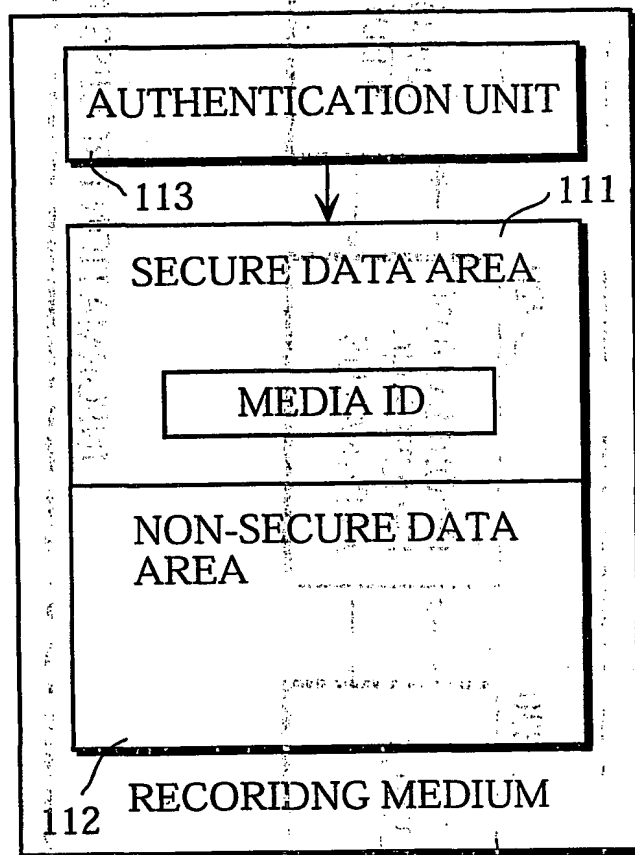 AUTHENTICATION UNIT
113
111
SECURE DATA AREA
MEDIA ID
NON-SECURE DATA
AREA
112
RECORIDNG MEDIUM